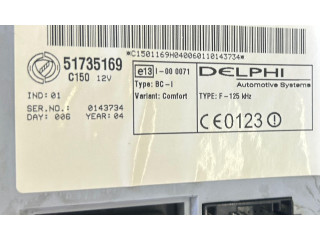 *C1501169H040060110143734*
51735169
C150 12V
IND: 01
SER.NO.: 0143734
DAY: 006 YEAR: 04
e13 I-00 0071
Type: BC-I
Variant: Comfort
DELPHI
Automotive Systems
TYPE: F-125 kHz
CE0123